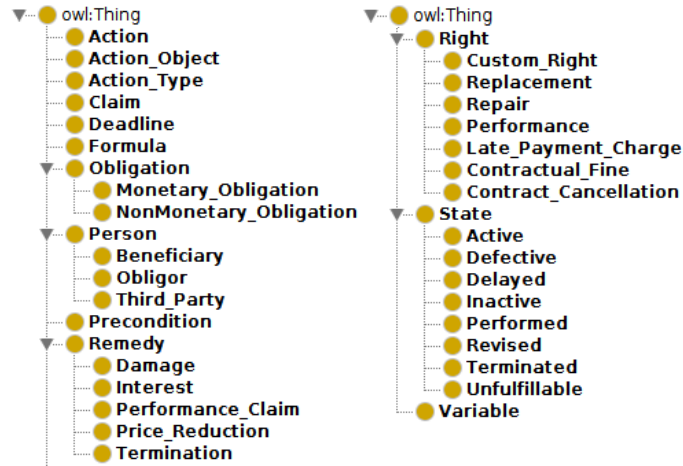 owl:Thing
Action
Action_Object
Action_Type
Claim
Deadline
Formula
Obligation
Monetary_Obligation
NonMonetary_Obligation
Person
Beneficiary
Obligor
Third_Party
Precondition
Remedy
Damage
Interest
Performance_Claim
Price_Reduction
Termination
owl:Thing
Right
Custom_Right
Replacement
Repair
Performance
Late_Payment_Charge
Contractual_Fine
Contract_Cancellation
State
Active
Defective
Delayed
Inactive
Performed
Revised
Terminated
Unfulfillable
Variable